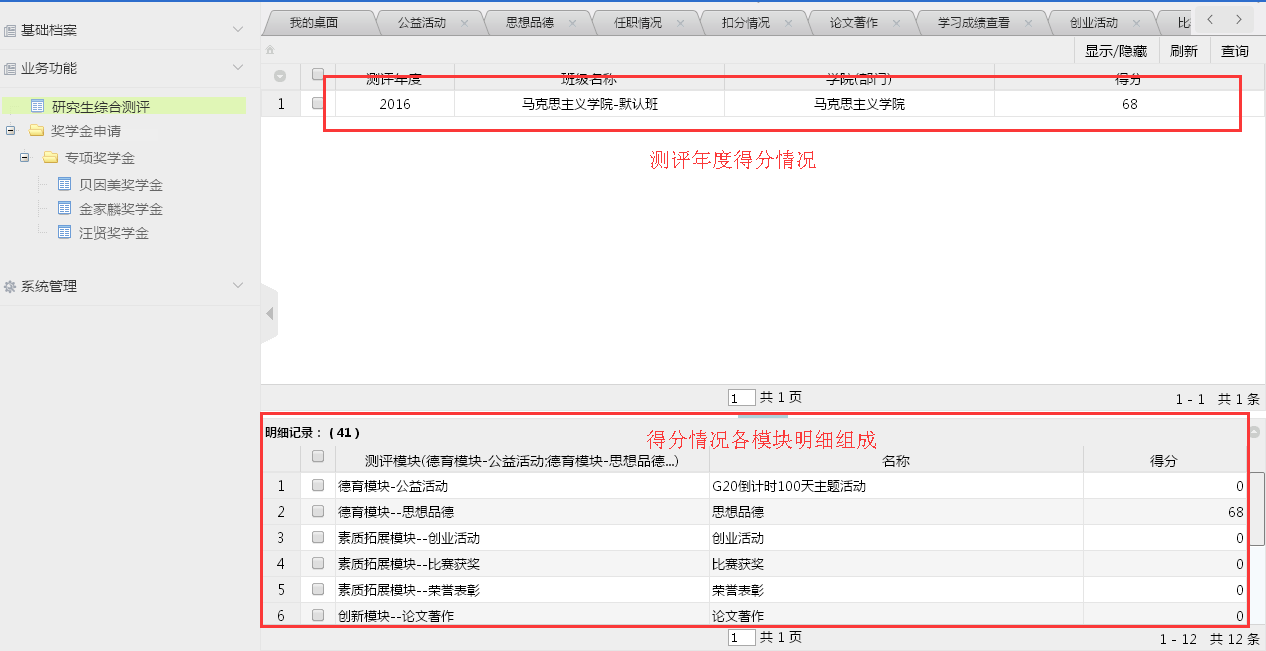 基础档案
业务功能
研究生综合测评
奖学金申请
专项奖学金
贝因美奖学金
金家麟奖学金
汪贤奖学金
系统管理
我的桌面 公益活动 思想品德 任职情况 扣分情况 论文著作 学习成绩查看 创业活动 比
显示/隐藏 刷新 查询
测评年度 班级名称 学院(部门) 得分
1 2016 马克思主义学院-默认班 马克思主义学院 68
测评年度得分情况
1 共 1 页 1 - 1 共 1 条
明细记录：( 41 )
得分情况各模块明细组成
测评模块(德育模块-公益活动;德育模块-思想品德...) 名称 得分
1 德育模块-公益活动 G20倒计时100天主题活动 0
2 德育模块--思想品德 思想品德 68
3 素质拓展模块--创业活动 创业活动 0
4 素质拓展模块--比赛获奖 比赛获奖 0
5 素质拓展模块--荣誉表彰 荣誉表彰 0
6 创新模块--论文著作 论文著作 0
1 共 1 页 1 - 12 共 12 条